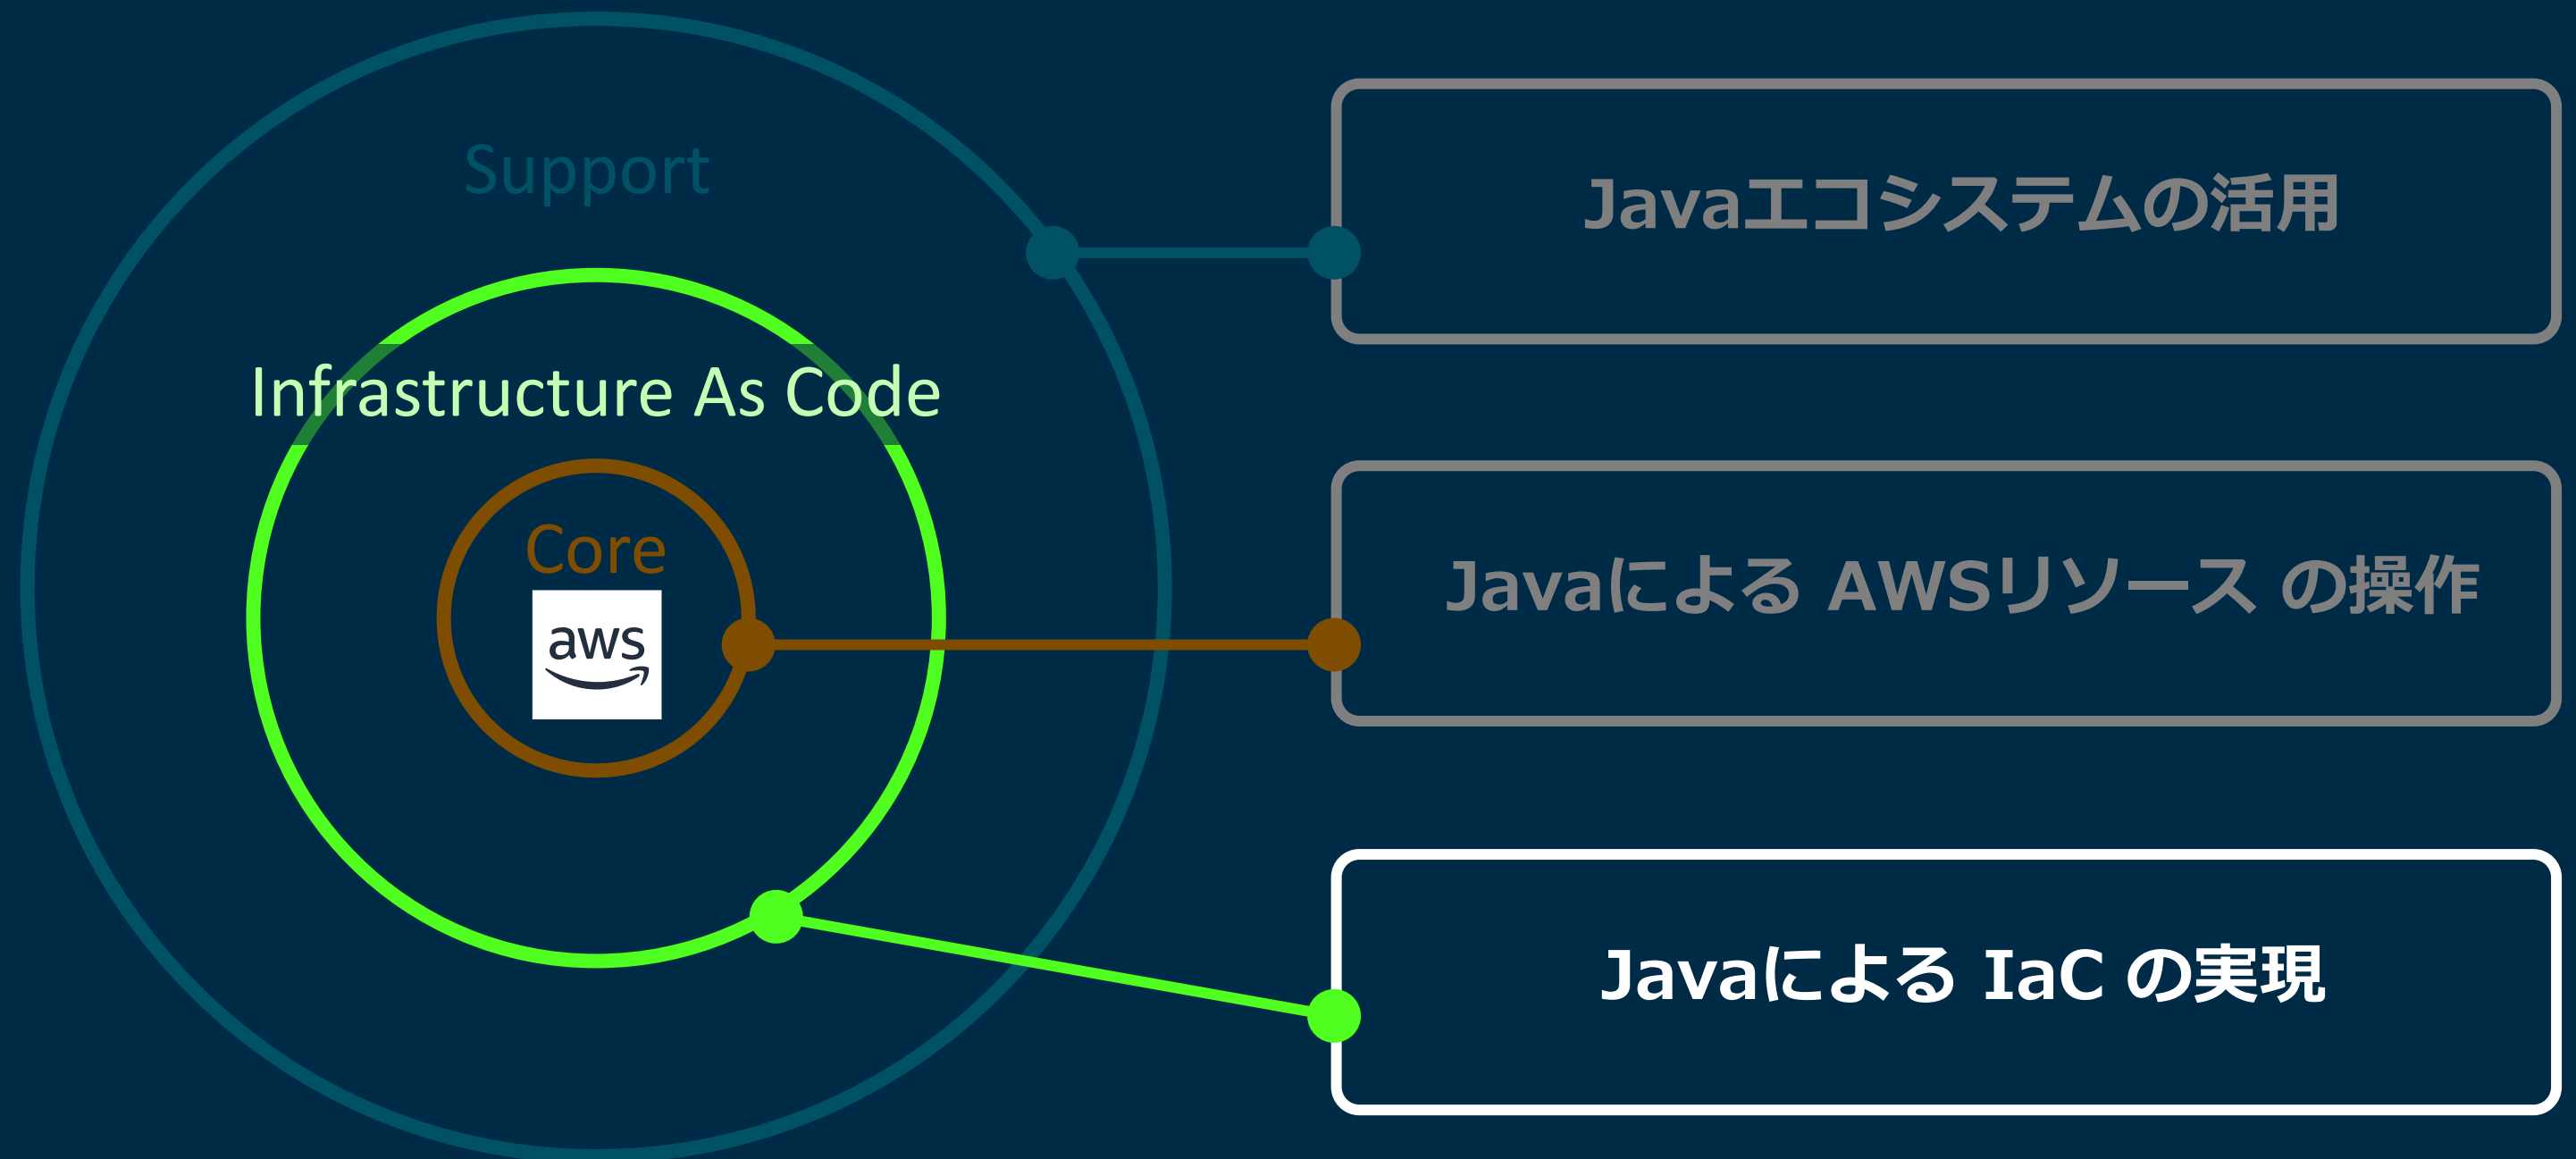 Support
Infrastructure As Code
Core
aws
Javaエコシステムの活用
Javaによる AWSリソース の操作
Javaによる IaC の実現